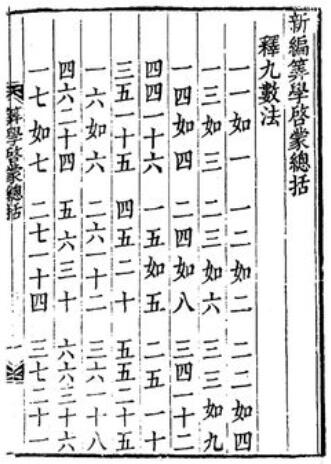 新編筭學啓蒙總括
釋九數法
一一如一 一二如二 二二如四
一三如三 二三如六 三三如九
一四如四 二四如八 三四一十二
四四一十六 一五如五 二五一十
三五一十五 四五二十 五五二十五
一六如六 二六一十二 三六一十八
四六二十四 五六三十 六六三十六
一七如七 二七一十四 三七二十一
筭學啓蒙總括